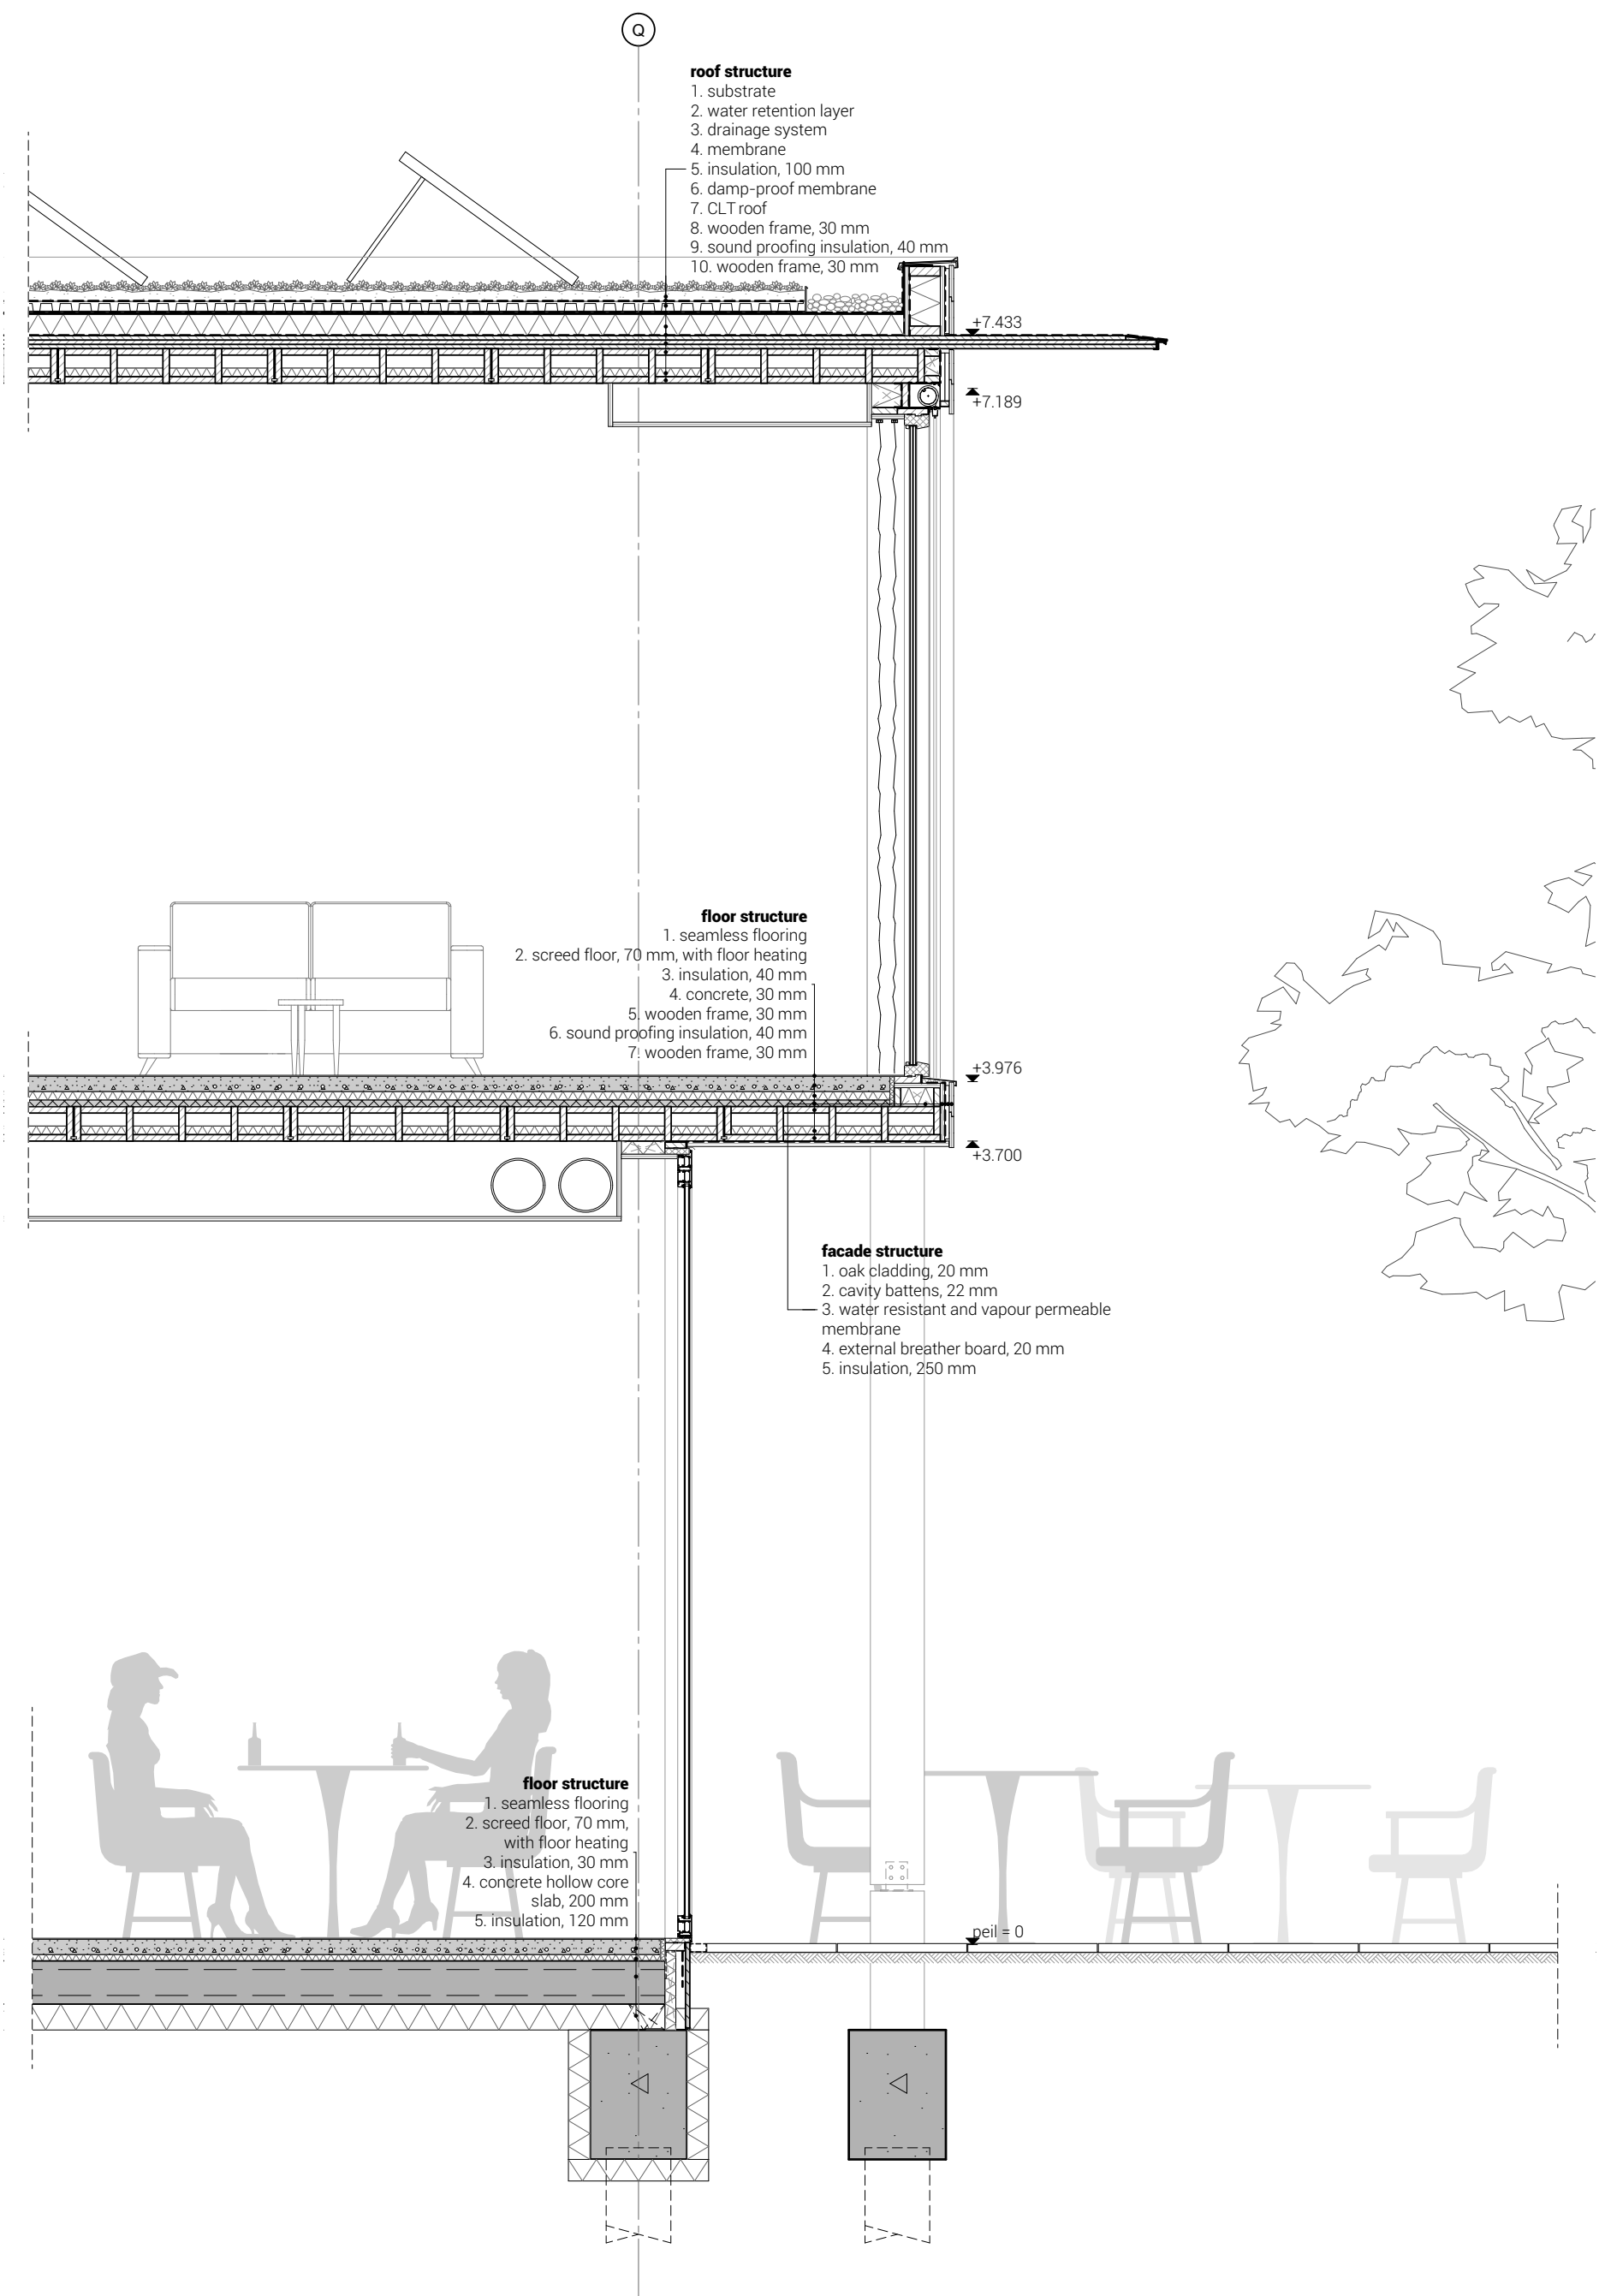 Q
roof structure
1. substrate
2. water retention layer
3. drainage system
4. membrane
5. insulation, 100 mm
6. damp-proof membrane
7. CLT roof
8. wooden frame, 30 mm
9. sound proofing insulation, 40 mm
10. wooden frame, 30 mm
+7.433
+7.189
floor structure
1. seamless flooring
2. screed floor, 70 mm, with floor heating
3. insulation, 40 mm
4. concrete, 30 mm
5. wooden frame, 30 mm
6. sound proofing insulation, 40 mm
7. wooden frame, 30 mm
+3.976
+3.700
facade structure
1. oak cladding, 20 mm
2. cavity battens, 22 mm
3. water resistant and vapour permeable
membrane
4. external breather board, 20 mm
5. insulation, 250 mm
floor structure
1. seamless flooring
2. screed floor, 70 mm,
with floor heating
3. insulation, 30 mm
4. concrete hollow core
slab, 200 mm
5. insulation, 120 mm
peil = 0